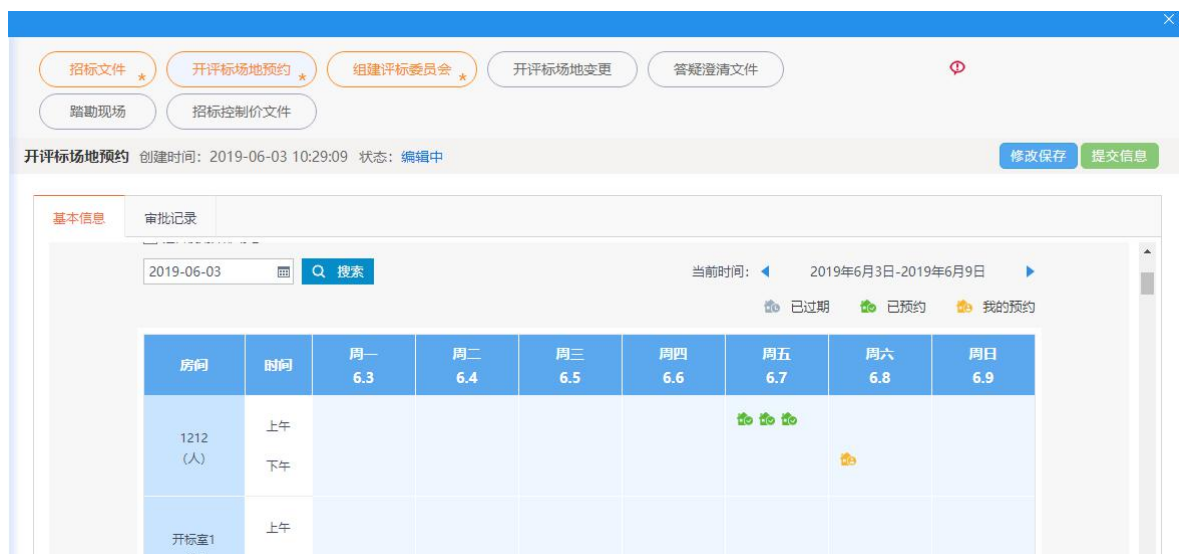 招标文件 * 开评标场地预约 * 组建评标委员会 * 开评标场地变更 答疑澄清文件
踏勘现场 招标控制价文件
开评标场地预约 创建时间：2019-06-03 10:29:09 状态：编辑中 修改保存 提交信息
基本信息 审批记录
2019-06-03 搜索 当前时间： 2019年6月3日-2019年6月9日
已过期 已预约 我的预约
房间 时间 周一 周二 周三 周四 周五 周六 周日
6.3 6.4 6.5 6.6 6.7 6.8 6.9
上午
1212
（人）
下午
上午
开标室1